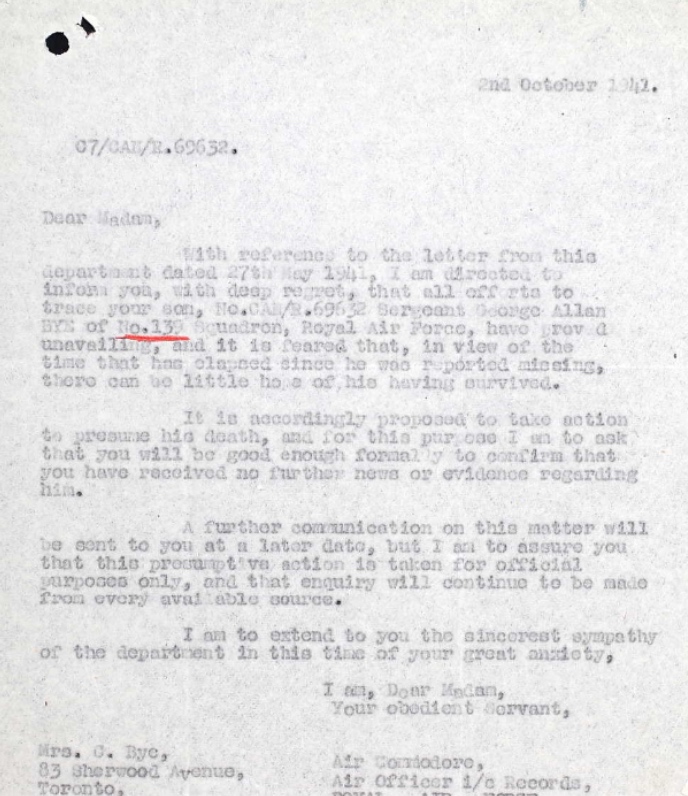 2nd October 1941.
C7/CAN/R.69632.
Dear Madam,
With reference to the letter from this
department dated 27th May 1941, I am directed to
inform you, with deep regret, that all efforts to
trace your son, No.CAN/R.69632 Sergeant George Allan
BYE of No.139 Squadron, Royal Air Force, have proved
unavailing, and it is feared that, in view of the
time that has elapsed since he was reported missing,
there can be little hope of his having survived.
It is accordingly proposed to take action
to presume his death, and for this purpose I am to ask
that you will be good enough formally to confirm that
you have received no further news or evidence regarding
him.
A further communication on this matter will
be sent to you at a later date, but I am to assure you
that this presumptive action is taken for official
purposes only, and that enquiry will continue to be made
from every available source.
I am to extend to you the sincerest sympathy
of the department in this time of your great anxiety,
I am, Dear Madam,
Your obedient Servant,
Mrs. C. Bye,
83 Sherwood Avenue,
Toronto,
Air Commodore,
Air Officer i/c Records,
ROYAL AIR FORCE